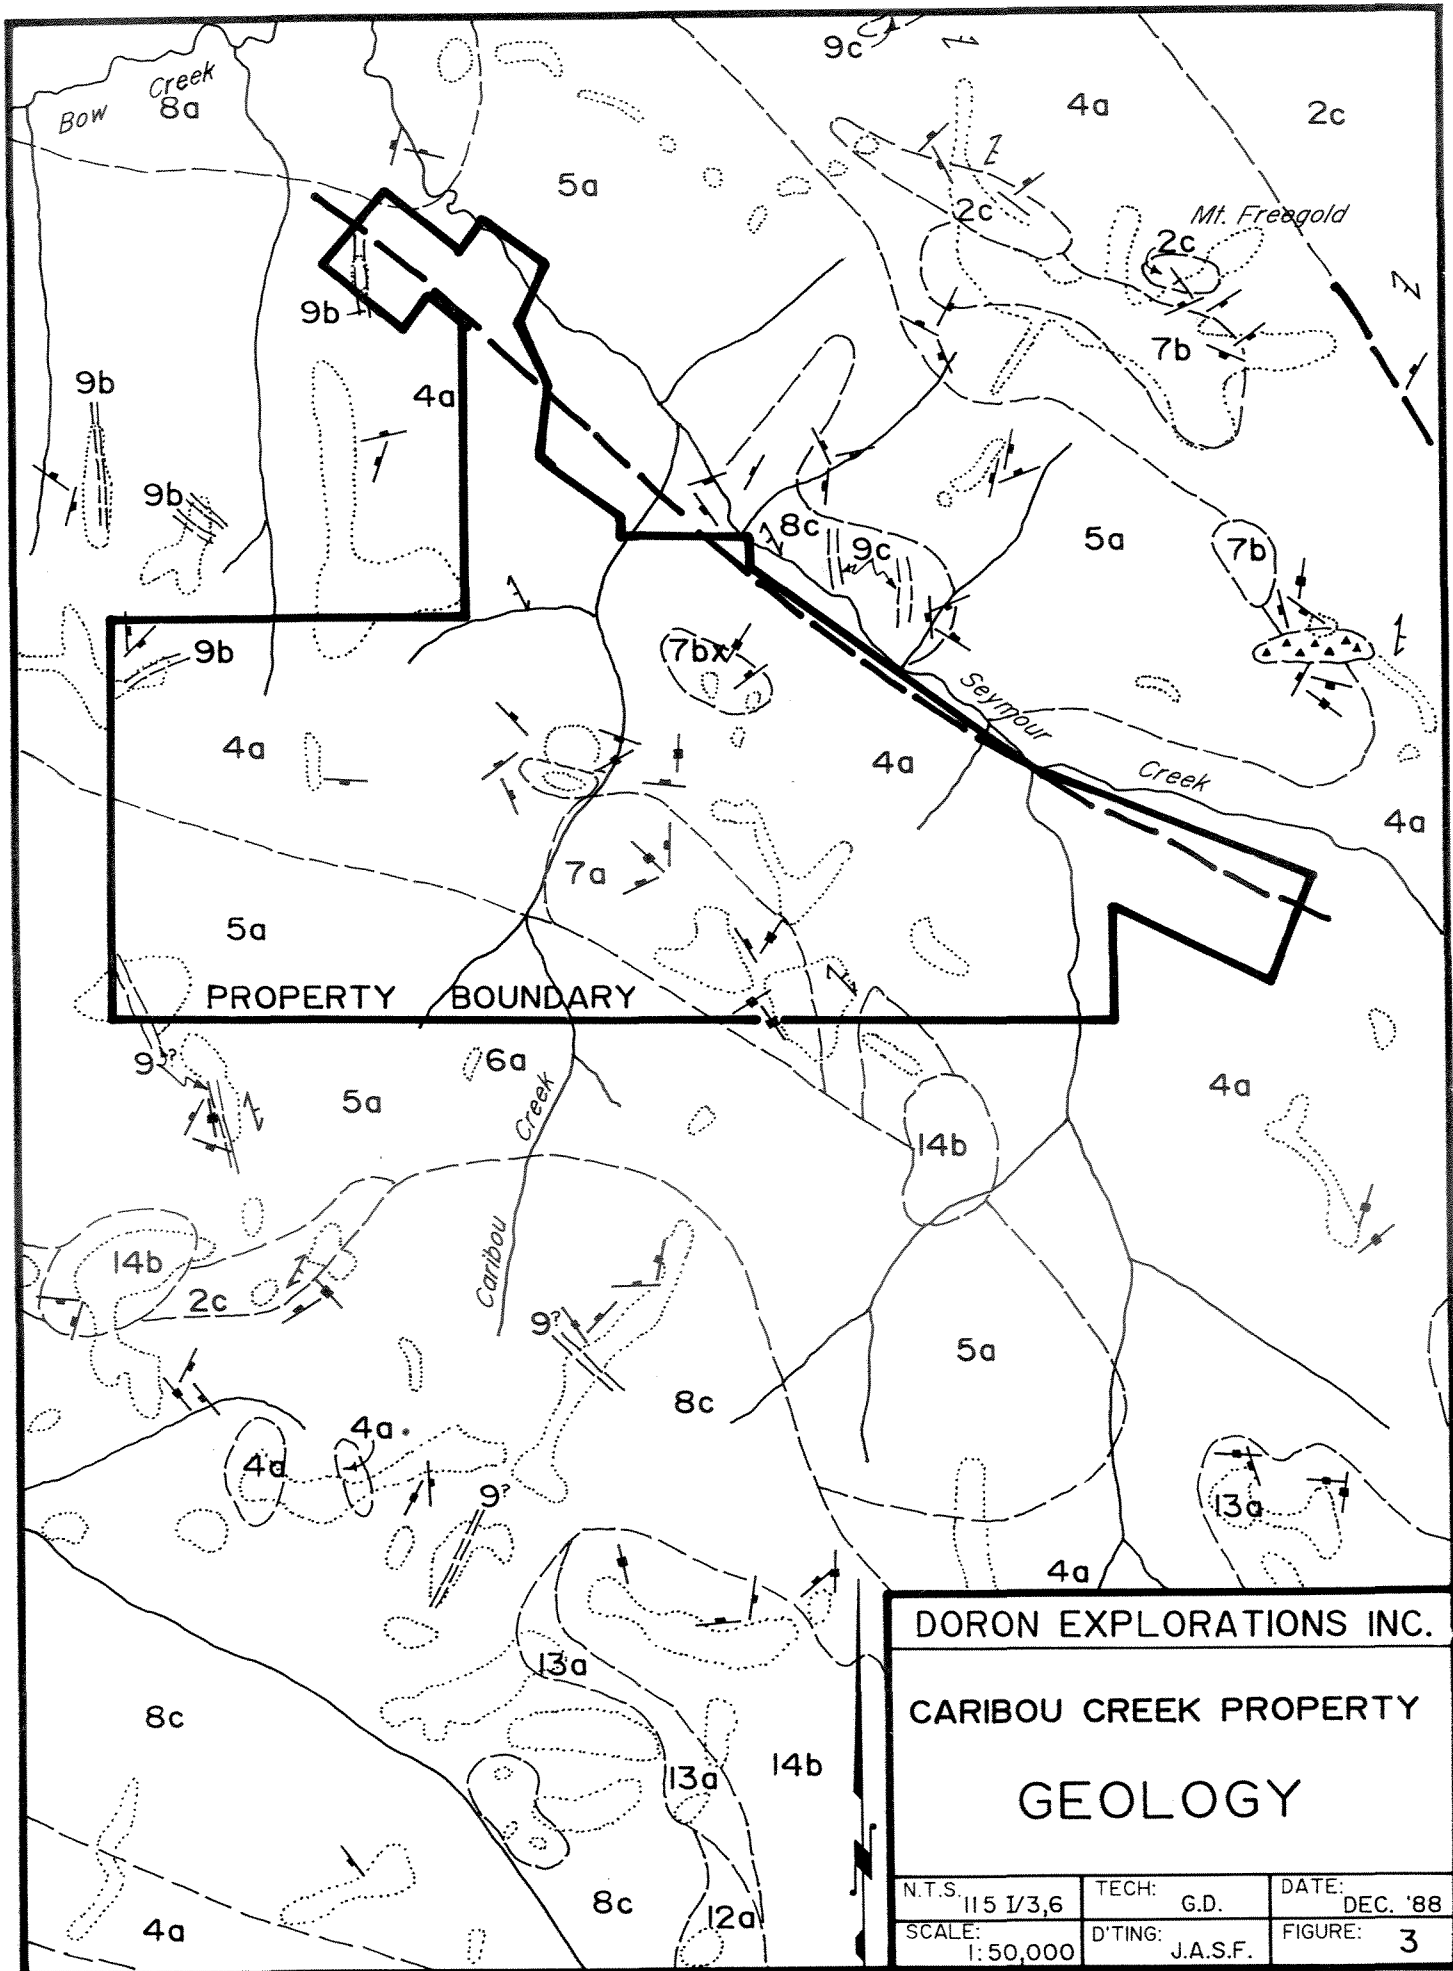 9c
Bow Creek
8a
4a
2c
5a
2c
Mt. Freegold
2c
9b
7b
9b
4a
9b
8c
9c
5a
7b
9b
7bx
Seymour
4a
4a
Creek
4a
7a
5a
PROPERTY BOUNDARY
9?
6a
5a
Creek
4a
14b
14b
2c
Caribou
9?
5a
8c
4a
4a
9?
13a
4a
13a
8c
13a
14b
8c
12a
4a
DORON EXPLORATIONS INC.
CARIBOU CREEK PROPERTY
GEOLOGY
N.T.S. 115 I/3,6
TECH: G.D.
DATE: DEC. '88
SCALE: 1:50,000
D'TING: J.A.S.F.
FIGURE: 3